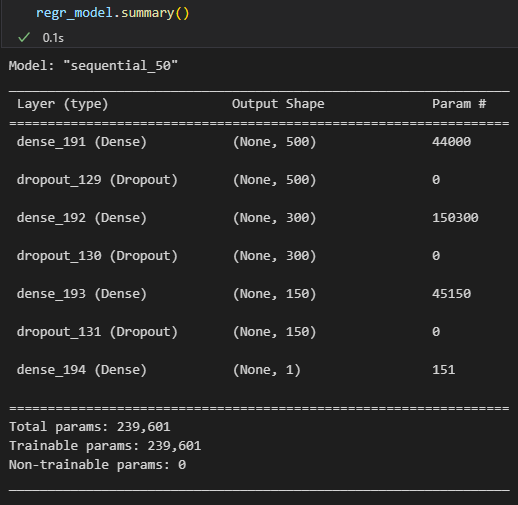 regr_model.summary()
0.1s
Model: "sequential_50"
_________________________________________________________________
Layer (type) Output Shape Param #
=================================================================
dense_191 (Dense) (None, 500) 44000
dropout_129 (Dropout) (None, 500) 0
dense_192 (Dense) (None, 300) 150300
dropout_130 (Dropout) (None, 300) 0
dense_193 (Dense) (None, 150) 45150
dropout_131 (Dropout) (None, 150) 0
dense_194 (Dense) (None, 1) 151
=================================================================
Total params: 239,601
Trainable params: 239,601
Non-trainable params: 0
_________________________________________________________________